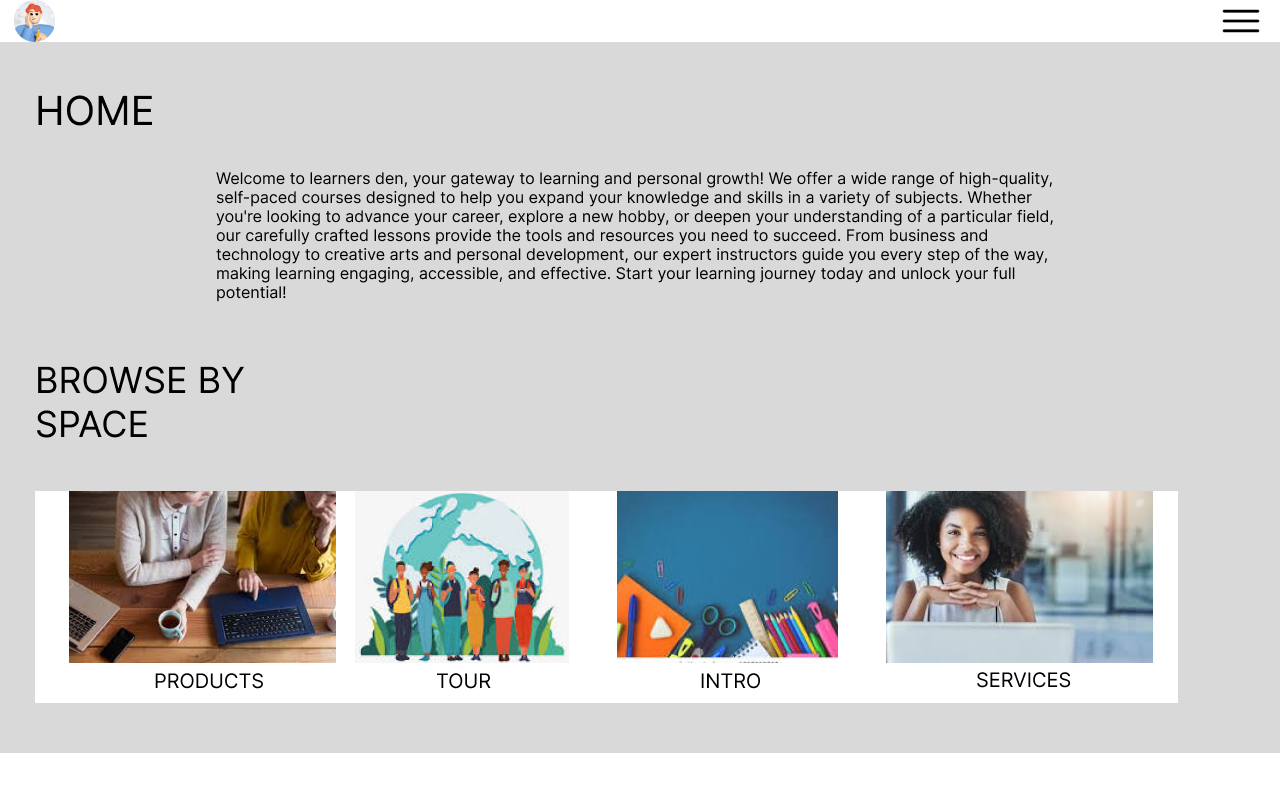 HOME
Welcome to learners den, your gateway to learning and personal growth! We offer a wide range of high-quality,
self-paced courses designed to help you expand your knowledge and skills in a variety of subjects. Whether
you're looking to advance your career, explore a new hobby, or deepen your understanding of a particular field,
our carefully crafted lessons provide the tools and resources you need to succeed. From business and
technology to creative arts and personal development, our expert instructors guide you every step of the way,
making learning engaging, accessible, and effective. Start your learning journey today and unlock your full
potential!
BROWSE BY
SPACE
PRODUCTS
TOUR
INTRO
SERVICES